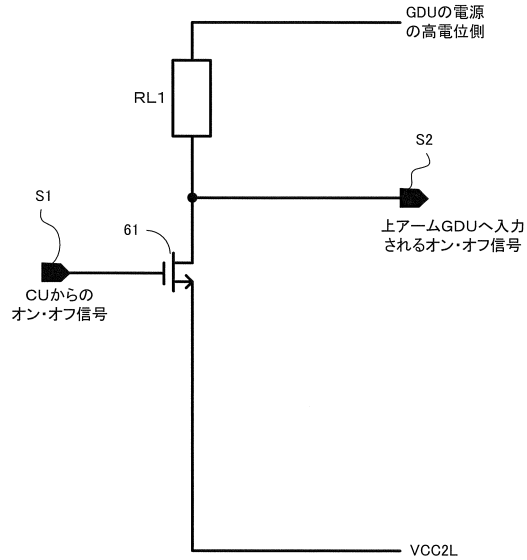 GDUの電源
の高電位側
RL1
S2
S1
上アームGDUへ入力
されるオン・オフ信号
61
CUからの
オン・オフ信号
VCC2L